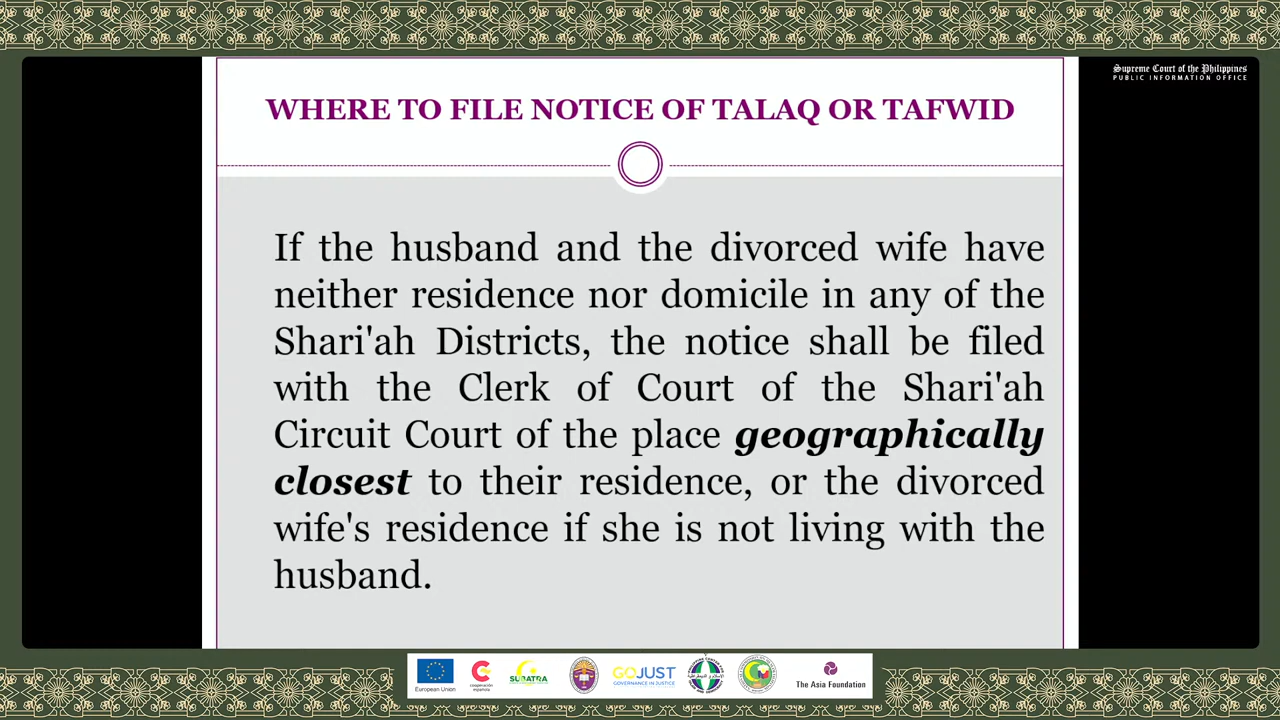 Supreme Court of the Philippines
PUBLIC INFORMATION OFFICE
WHERE TO FILE NOTICE OF TALAQ OR TAFWID
If the husband and the divorced wife have
neither residence nor domicile in any of the
Shari'ah Districts, the notice shall be filed
with the Clerk of Court of the Shari'ah
Circuit Court of the place geographically
closest to their residence, or the divorced
wife's residence if she is not living with the
husband.
European Union
cooperación
española
SUBATRA
GOJUST
GOVERNANCE IN JUSTICE
The Asia Foundation